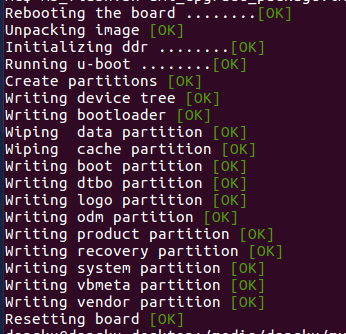 Rebooting the board ........[OK]
Unpacking image [OK]
Initializing ddr ........[OK]
Running u-boot ........[OK]
Create partitions [OK]
Writing device tree [OK]
Writing bootloader [OK]
Wiping  data partition [OK]
Wiping  cache partition [OK]
Writing boot partition [OK]
Writing dtbo partition [OK]
Writing logo partition [OK]
Writing odm partition [OK]
Writing product partition [OK]
Writing recovery partition [OK]
Writing system partition [OK]
Writing vbmeta partition [OK]
Writing vendor partition [OK]
Resetting board [OK]